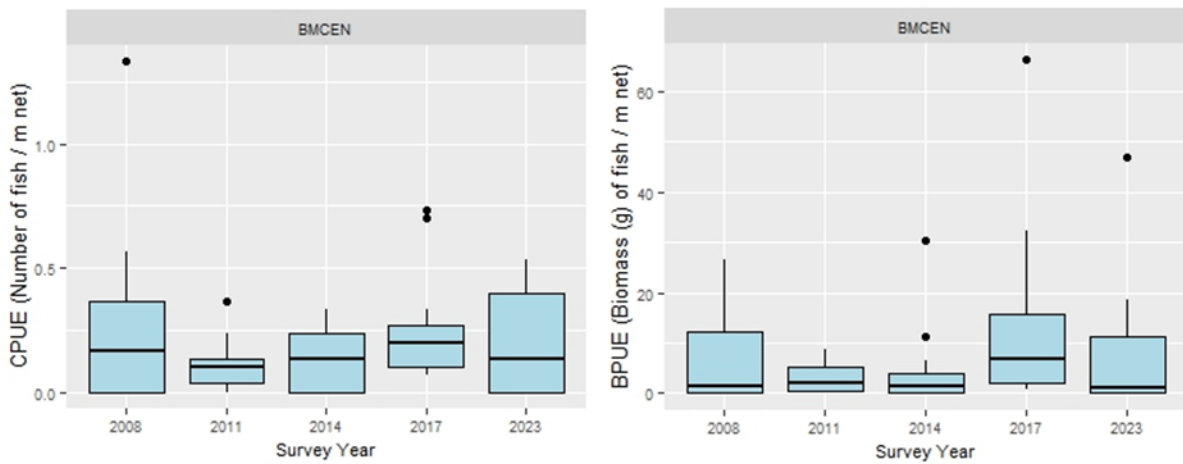 BMCEN
CPUE (Number of fish / m net)
1.0
0.5
0.0
2008 2011 2014 2017 2023
Survey Year
BMCEN
BPUE (Biomass (g) of fish / m net)
60
40
20
0
2008 2011 2014 2017 2023
Survey Year